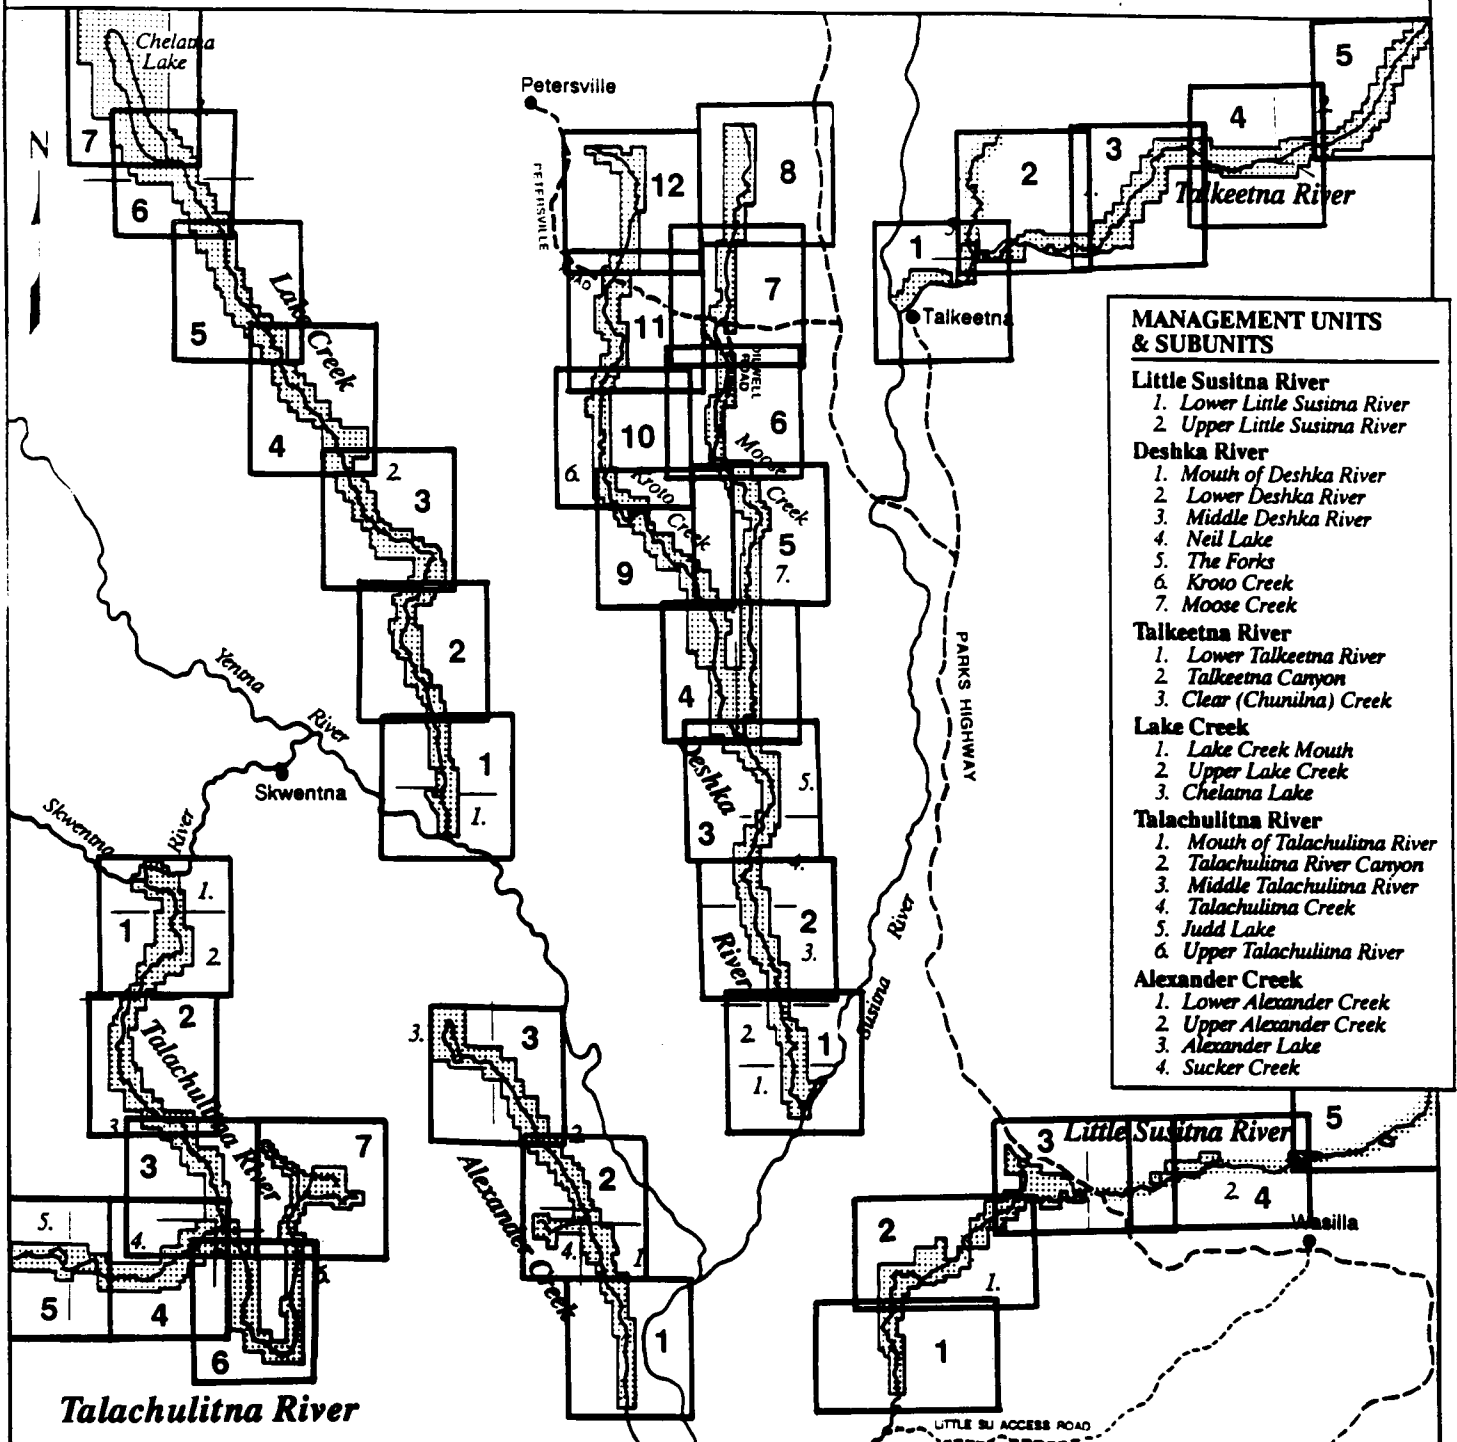 Chelatna
Lake
7
N
6
5
Lake Creek
4
2.
3
2
1
1.
Yentna
River
Skwentna
Skwentna
River
1
1.
2.
2
Talachulitna River
3.
3
7
5.
4.
5
4
6
6.
Talachulitna River
Petersville
PETERSVILLE
ROAD
12
8
7
11
OILWELL
ROAD
10
6
6.
Moose
Creek
Kroto
Creek
9
5
7.
4
Deshka
River
5.
3
4.
2
3.
2.
1
1.
River
Susitna
3.
3
2.
2
Alexander
Creek
4.
1.
1
PARKS HIGHWAY
5
4
2.
3
2
Talkeetna River
1
3.
Talkeetna
MANAGEMENT UNITS
& SUBUNITS
Little Susitna River
1. Lower Little Susitna River
2. Upper Little Susitna River
Deshka River
1. Mouth of Deshka River
2. Lower Deshka River
3. Middle Deshka River
4. Neil Lake
5. The Forks
6. Kroto Creek
7. Moose Creek
Talkeetna River
1. Lower Talkeetna River
2. Talkeetna Canyon
3. Clear (Chunilna) Creek
Lake Creek
1. Lake Creek Mouth
2. Upper Lake Creek
3. Chelatna Lake
Talachulitna River
1. Mouth of Talachulitna River
2. Talachulitna River Canyon
3. Middle Talachulitna River
4. Talachulitna Creek
5. Judd Lake
6. Upper Talachulitna River
Alexander Creek
1. Lower Alexander Creek
2. Upper Alexander Creek
3. Alexander Lake
4. Sucker Creek
5
3
Little Susitna River
2.
4
Wasilla
2
1.
1
LITTLE SU ACCESS ROAD